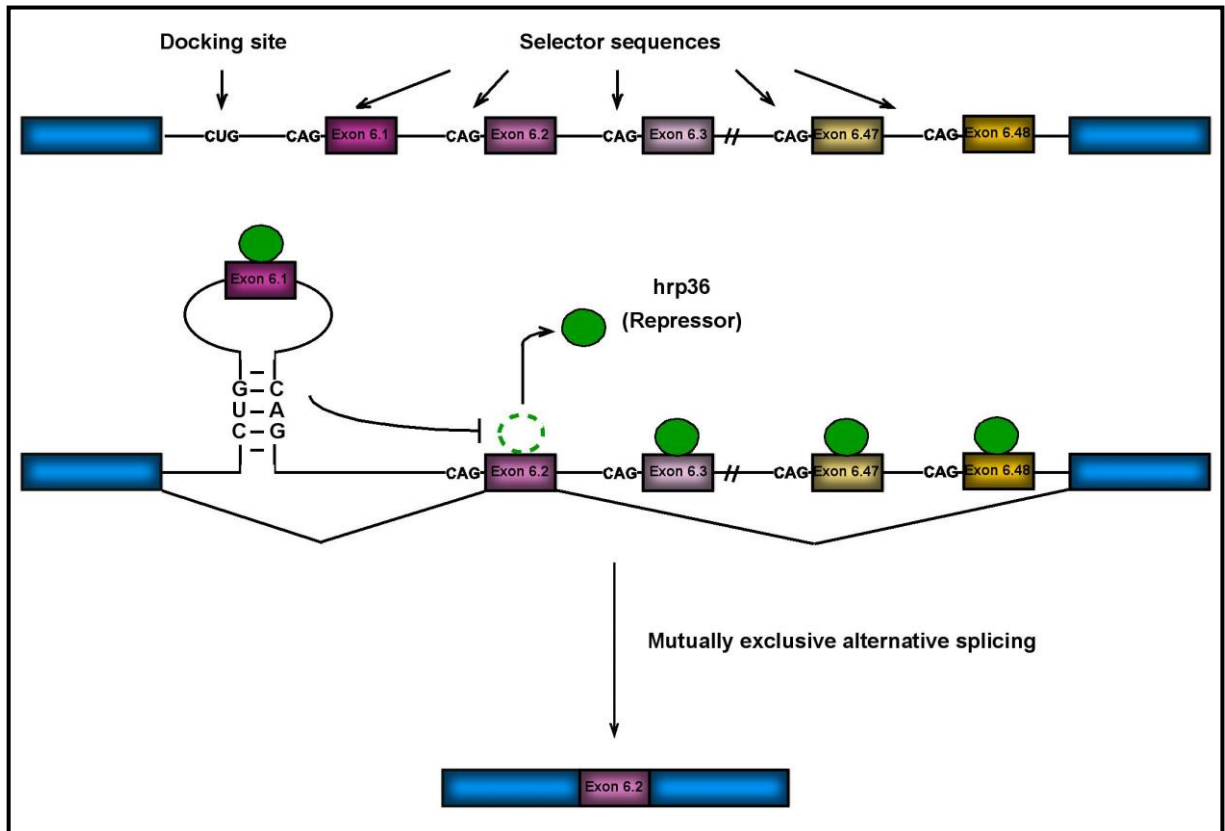 Docking site Selector sequences
CUG CAG Exon 6.1 CAG Exon 6.2 CAG Exon 6.3 // CAG Exon 6.47 CAG Exon 6.48
Exon 6.1
hrp36
(Repressor)
G C
U A
C G
CAG Exon 6.2 CAG Exon 6.3 // CAG Exon 6.47 CAG Exon 6.48
Mutually exclusive alternative splicing
Exon 6.2